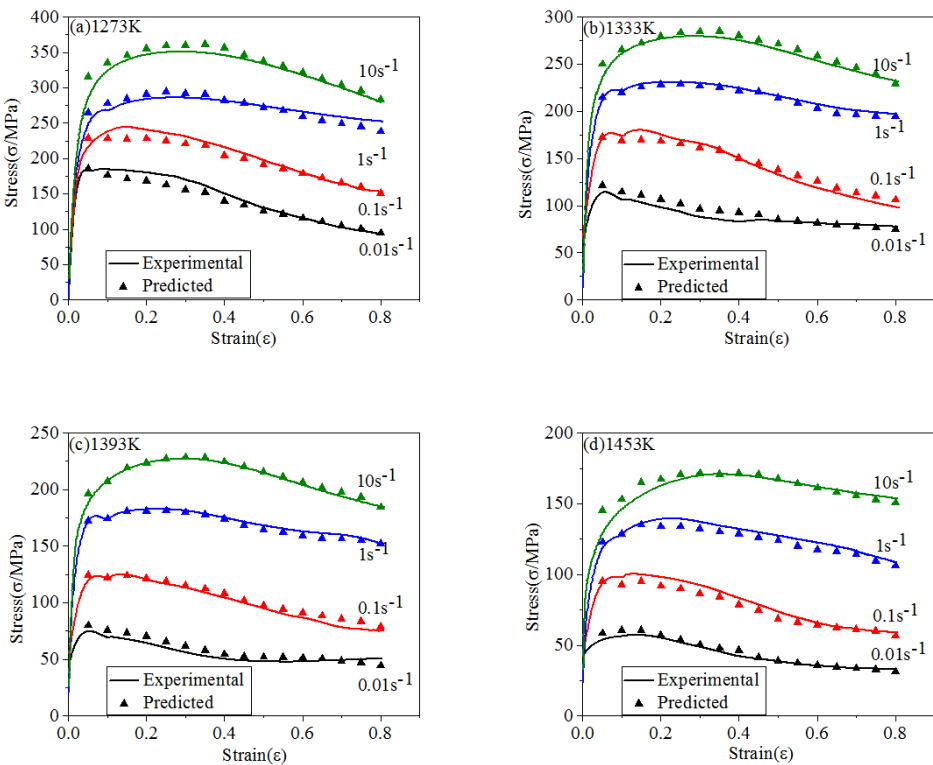 (a)1273K
400
350
300
250
200
150
100
50
0
Stress(σ/MPa)
10s-1
1s-1
0.1s-1
0.01s-1
Experimental
Predicted
0.0 0.2 0.4 0.6 0.8
Strain(ε)
(b)1333K
300
250
200
150
100
50
0
Stress(σ/MPa)
10s-1
1s-1
0.1s-1
0.01s-1
Experimental
Predicted
0.0 0.2 0.4 0.6 0.8
Strain(ε)
(c)1393K
250
200
150
100
50
0
Stress(σ/MPa)
10s-1
1s-1
0.1s-1
0.01s-1
Experimental
Predicted
0.0 0.2 0.4 0.6 0.8
Strain(ε)
(d)1453K
200
150
100
50
0
Stress(σ/MPa)
10s-1
1s-1
0.1s-1
0.01s-1
Experimental
Predicted
0.0 0.2 0.4 0.6 0.8
Strain(ε)